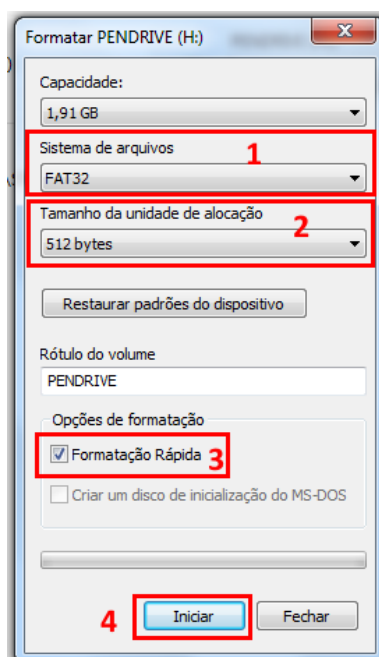 Formatar PENDRIVE (H:)
Capacidade:
1,91 GB
Sistema de arquivos
1
FAT32
Tamanho da unidade de alocação
2
512 bytes
Restaurar padrões do dispositivo
Rótulo do volume
PENDRIVE
Opções de formatação
Formatação Rápida 3
Criar um disco de inicialização do MS-DOS
4 Iniciar Fechar